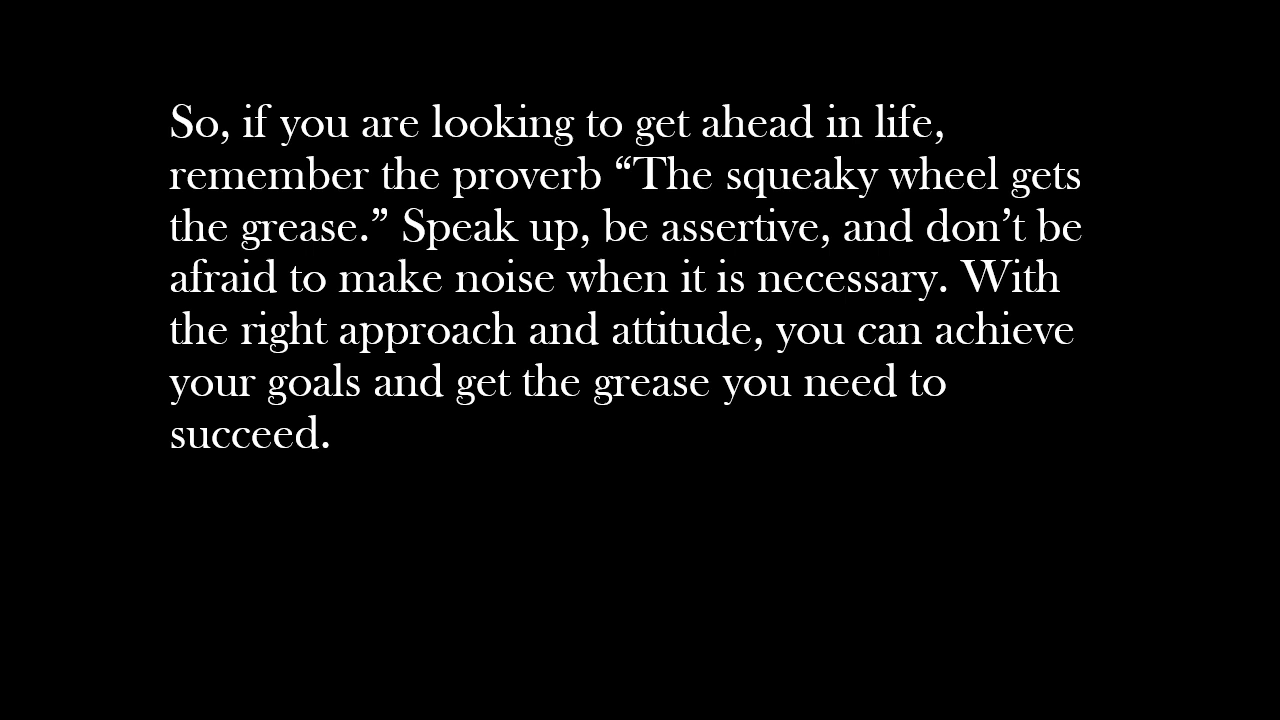 So, if you are looking to get ahead in life,
remember the proverb “The squeaky wheel gets
the grease.” Speak up, be assertive, and don’t be
afraid to make noise when it is necessary. With
the right approach and attitude, you can achieve
your goals and get the grease you need to
succeed.